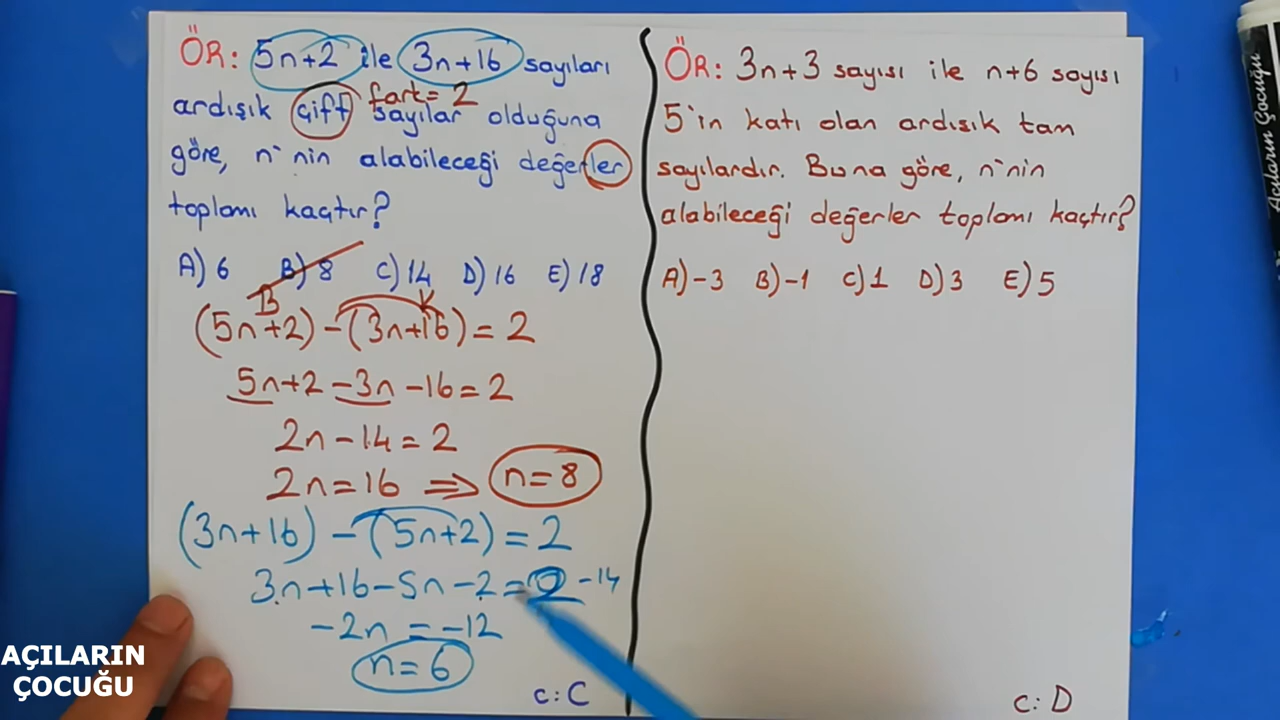 ÖR: 5n+2 ile 3n+16 sayıları
fark= 2
ardışık çift sayılar olduğuna
göre, n'nin alabileceği değerler
toplamı kaçtır?
A) 6 B) 8 C) 14 D) 16 E) 18
B K
(5n+2) - (3n+16) = 2
5n+2 -3n -16 = 2
2n - 14 = 2
2n = 16 ⇒ n=8
(3n+16) - (5n+2) = 2
3n+16-5n-2 = 2 -14
-2n = -12
n=6
c: C
ÖR: 3n+3 sayısı ile n+6 sayısı
5'in katı olan ardışık tam
sayılardır. Buna göre, n'nin
alabileceği değerler toplamı kaçtır?
A) -3 B) -1 C) 1 D) 3 E) 5
c: D
AÇILARIN
ÇOCUĞU
Açıların Çocuğu